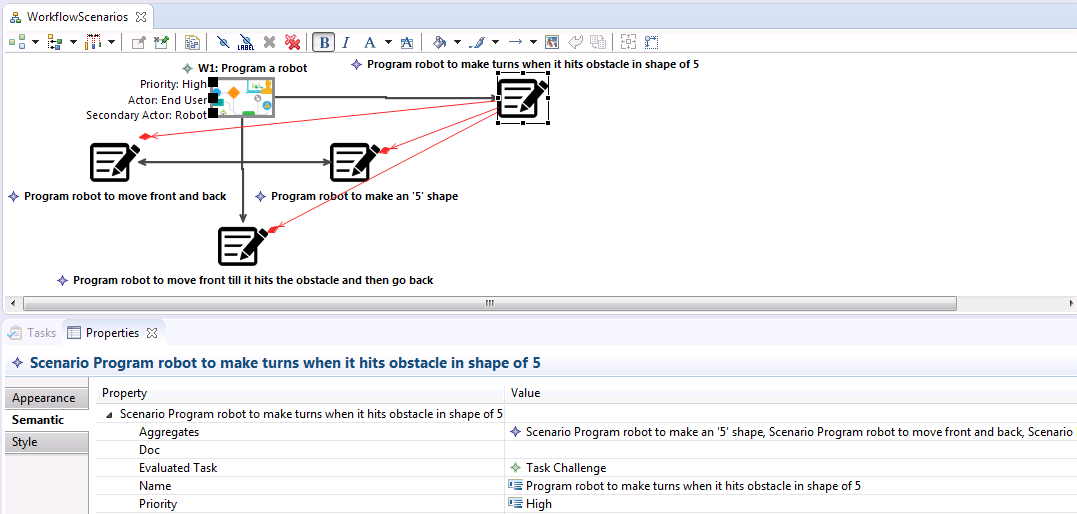 WorkflowScenarios
LABEL B I A A
W1: Program a robot
Program robot to make turns when it hits obstacle in shape of 5
Priority: High
Actor: End User
Secondary Actor: Robot
Program robot to move front and back
Program robot to make an '5' shape
Program robot to move front till it hits the obstacle and then go back
Tasks Properties
Scenario Program robot to make turns when it hits obstacle in shape of 5
Appearance
Semantic
Style
Property Value
Scenario Program robot to make turns when it hits obstacle in shape of 5
Aggregates Scenario Program robot to make an '5' shape, Scenario Program robot to move front and back, Scenario
Doc
Evaluated Task Task Challenge
Name Program robot to make turns when it hits obstacle in shape of 5
Priority High